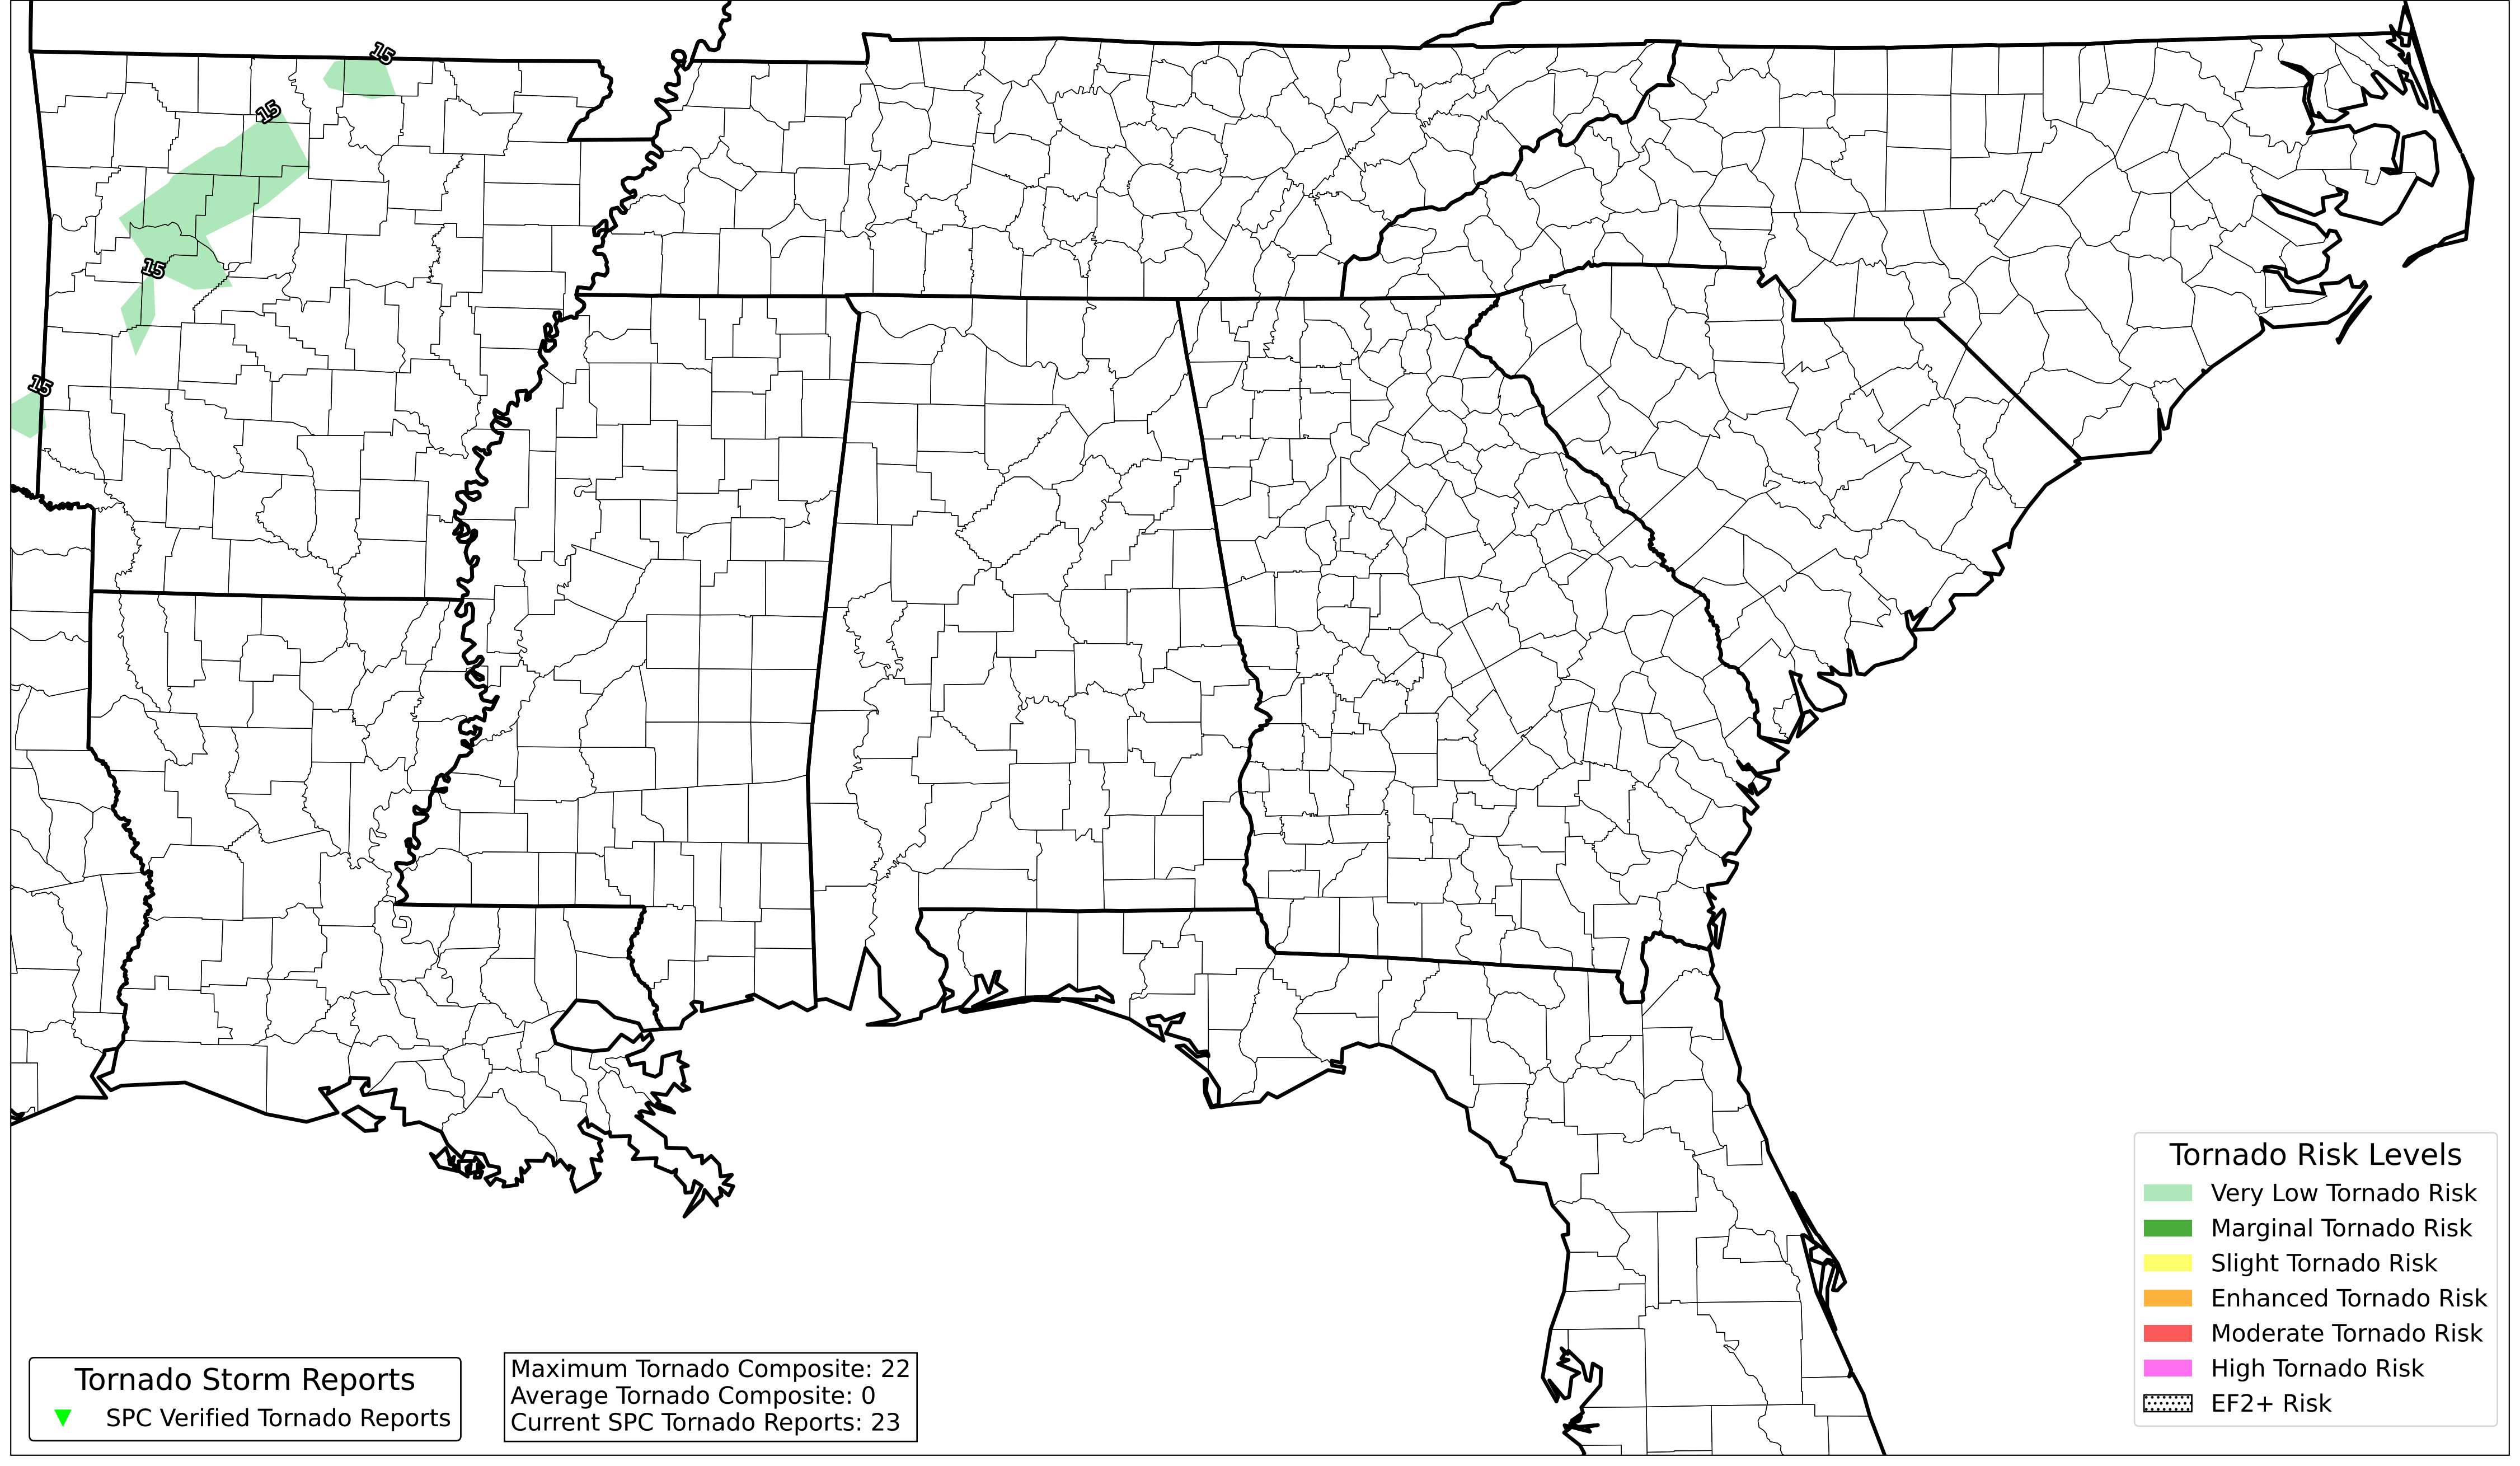 15
15
15
15
Tornado Risk Levels
Very Low Tornado Risk
Marginal Tornado Risk
Slight Tornado Risk
Enhanced Tornado Risk
Moderate Tornado Risk
High Tornado Risk
EF2+ Risk
Tornado Storm Reports
SPC Verified Tornado Reports
Maximum Tornado Composite: 22
Average Tornado Composite: 0
Current SPC Tornado Reports: 23